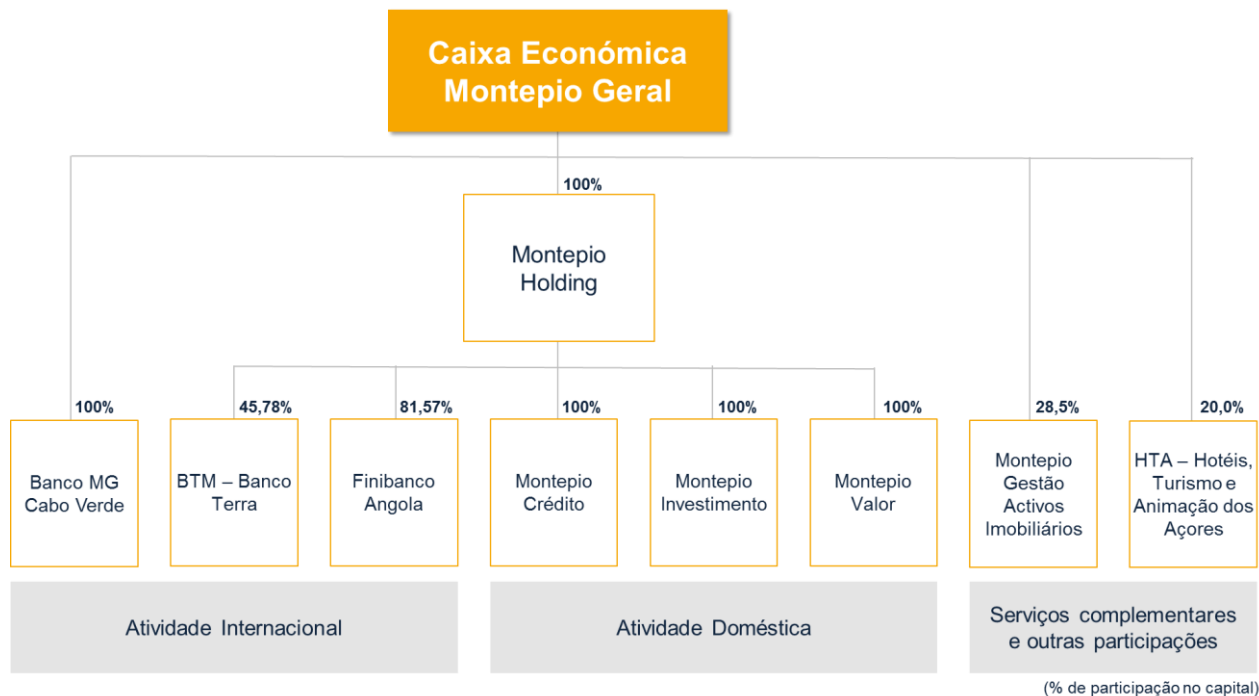 Caixa Económica
Montepio Geral
100%
Montepio
Holding
100%
45,78%
81,57%
100%
100%
100%
28,5%
20,0%
Banco MG
Cabo Verde
BTM – Banco
Terra
Finibanco
Angola
Montepio
Crédito
Montepio
Investimento
Montepio
Valor
Montepio
Gestão
Activos
Imobiliários
HTA – Hotéis,
Turismo e
Animação dos
Açores
Atividade Internacional
Atividade Doméstica
Serviços complementares
e outras participações
(% de participação no capital)